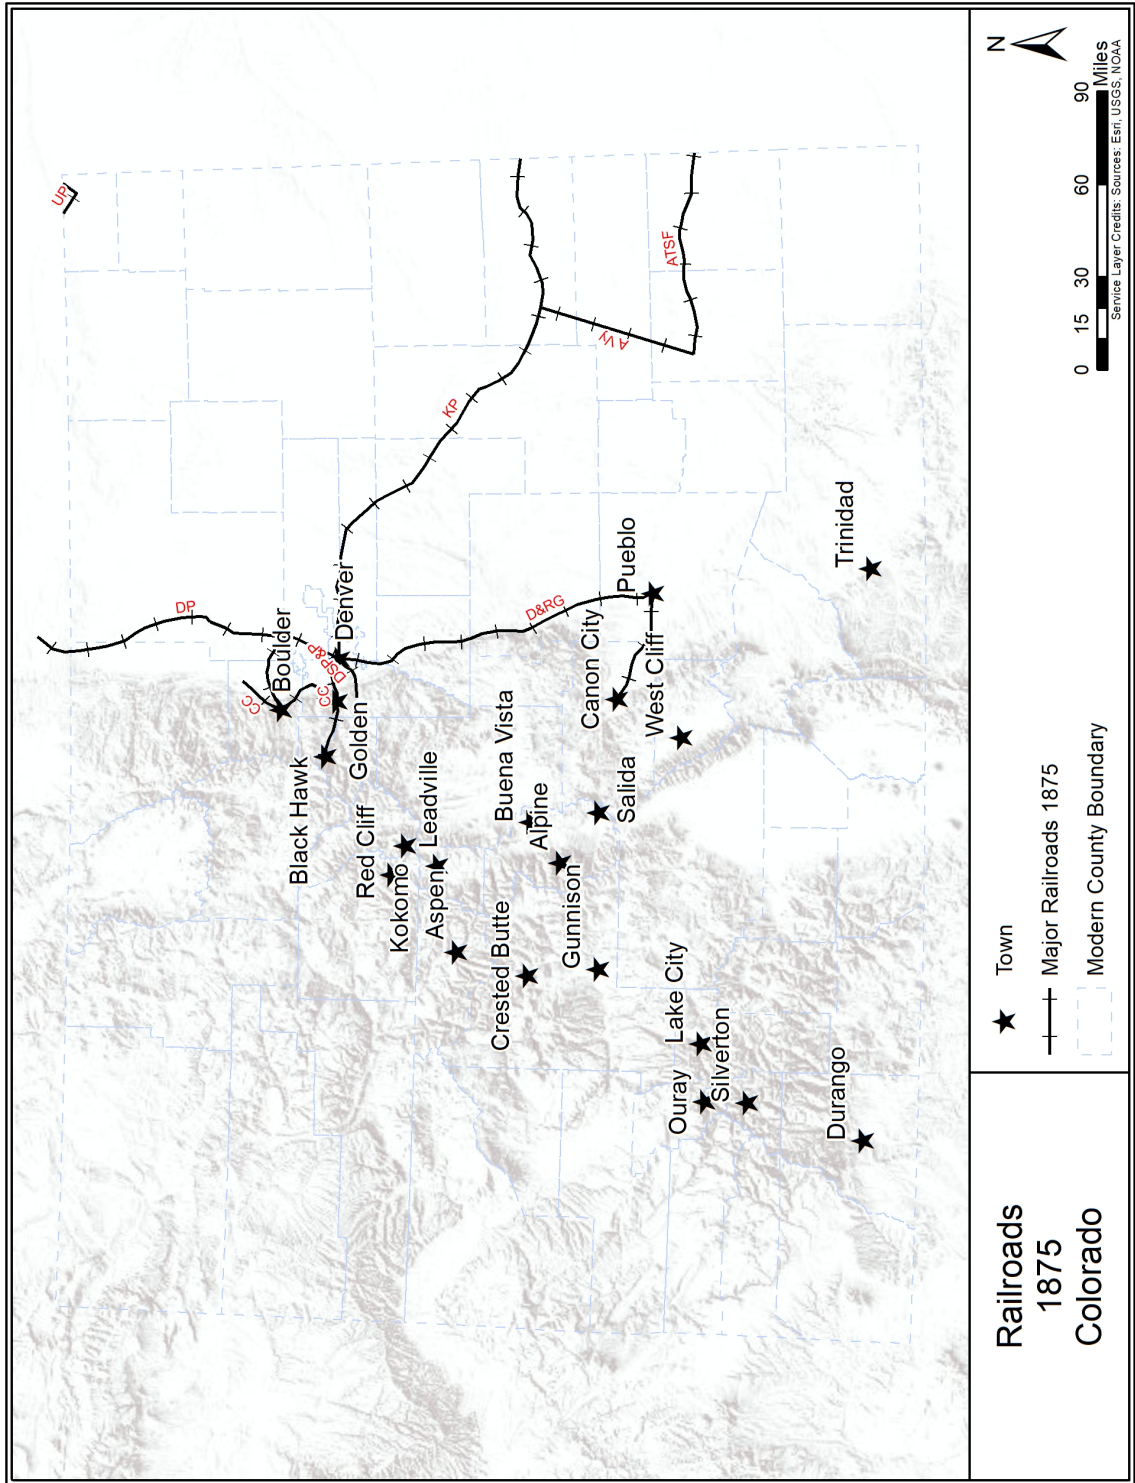 UP
DP
CC
Boulder
CC
DSP&P
Denver
Golden
Black Hawk
Red Cliff
Kokomo
Leadville
Aspen
KP
Crested Butte
Buena Vista
Alpine
Gunnison
D&RG
A Vy
ATSF
Canon City
Pueblo
Salida
West Cliff
Lake City
Ouray
Silverton
Durango
Trinidad
Railroads
1875
Colorado
Town
Major Railroads 1875
Modern County Boundary
N
0 15 30 60 90
Miles
Service Layer Credits: Sources: Esri, USGS, NOAA